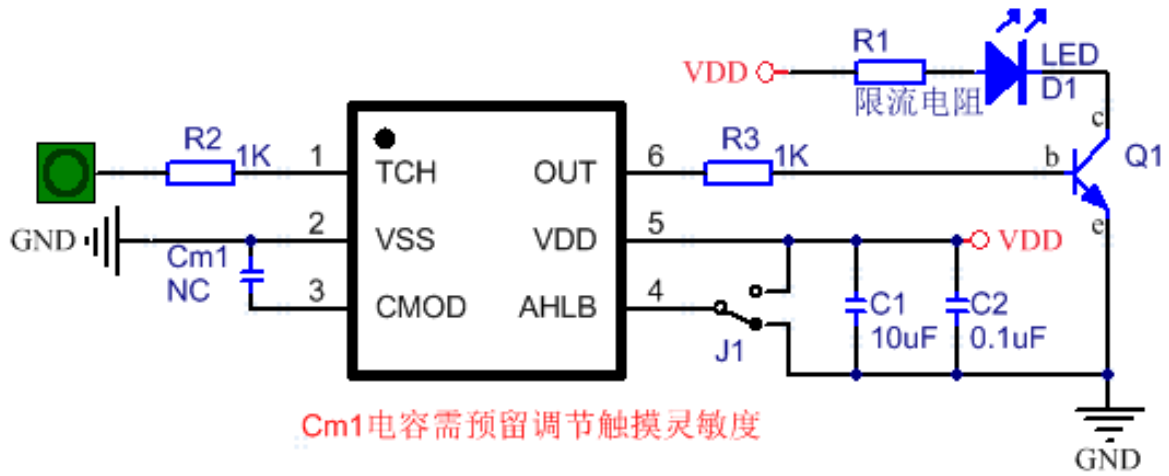 R1
LED
VDD
限流电阻
D1
c
R2
1K
1
TCH
OUT
6
R3
1K
b
Q1
GND
2
VSS
VDD
5
VDD
e
Cm1
NC
3
CMOD
AHLB
4
J1
C1
10uF
C2
0.1uF
Cm1电容需预留调节触摸灵敏度
GND